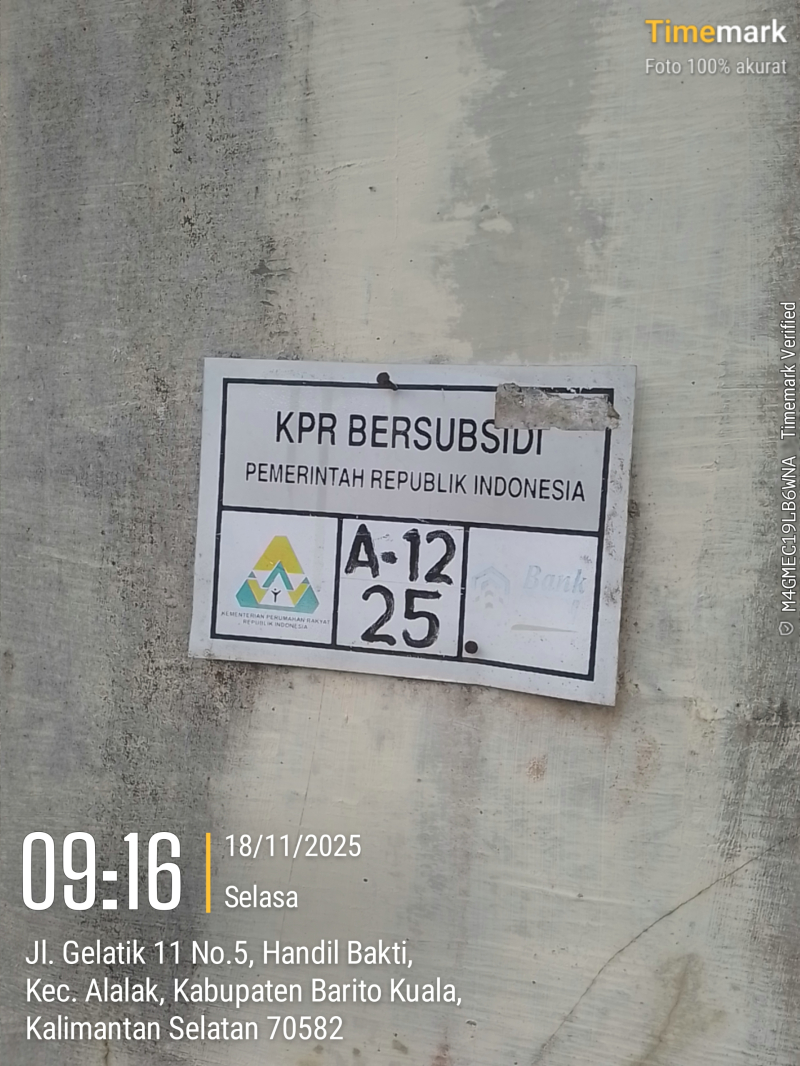 Timemark
Foto 100% akurat
KPR BERSUBSIDI
PEMERINTAH REPUBLIK INDONESIA
A-12
25.
KEMENTERIAN PERUMAHAN RAKYAT
REPUBLIK INDONESIA
Bank
M4GMEC19LB6WNA Timemark Verified
09:16
18/11/2025
Selasa
Jl. Gelatik 11 No.5, Handil Bakti,
Kec. Alalak, Kabupaten Barito Kuala,
Kalimantan Selatan 70582